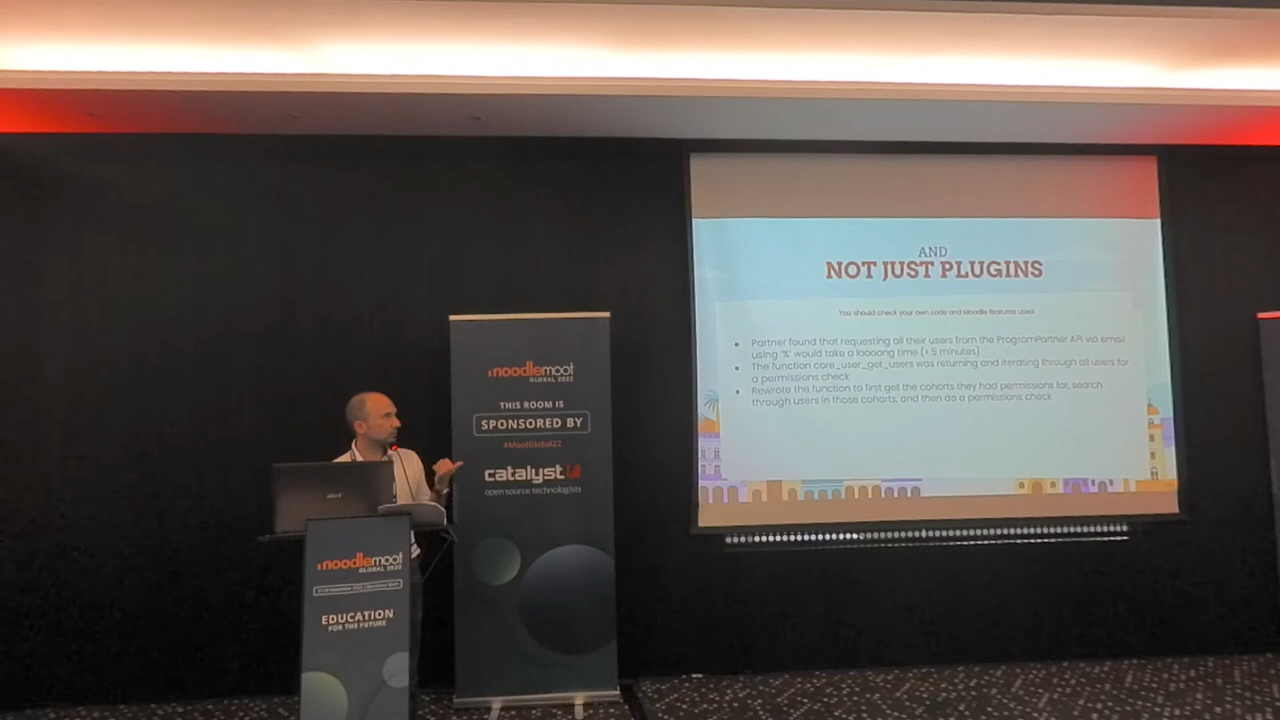 AND
NOT JUST PLUGINS
You should check your own code and Moodle features used.
Partner found that requesting all their users from the ProgramPartner API via email
using '%' would take a loooong time (> 5 minutes)
The function core_user_get_users was returning and iterating through all users for
a permissions check
Rewrote the function to first get the cohorts they had permissions for, search
through users in those cohorts, and then do a permissions check
moodlemoot
GLOBAL 2022
THIS ROOM IS
SPONSORED BY
#MootGlobal22
catalyst
open source technologists
acer
moodlemoot
GLOBAL 2022
EDUCATION
FOR THE FUTURE